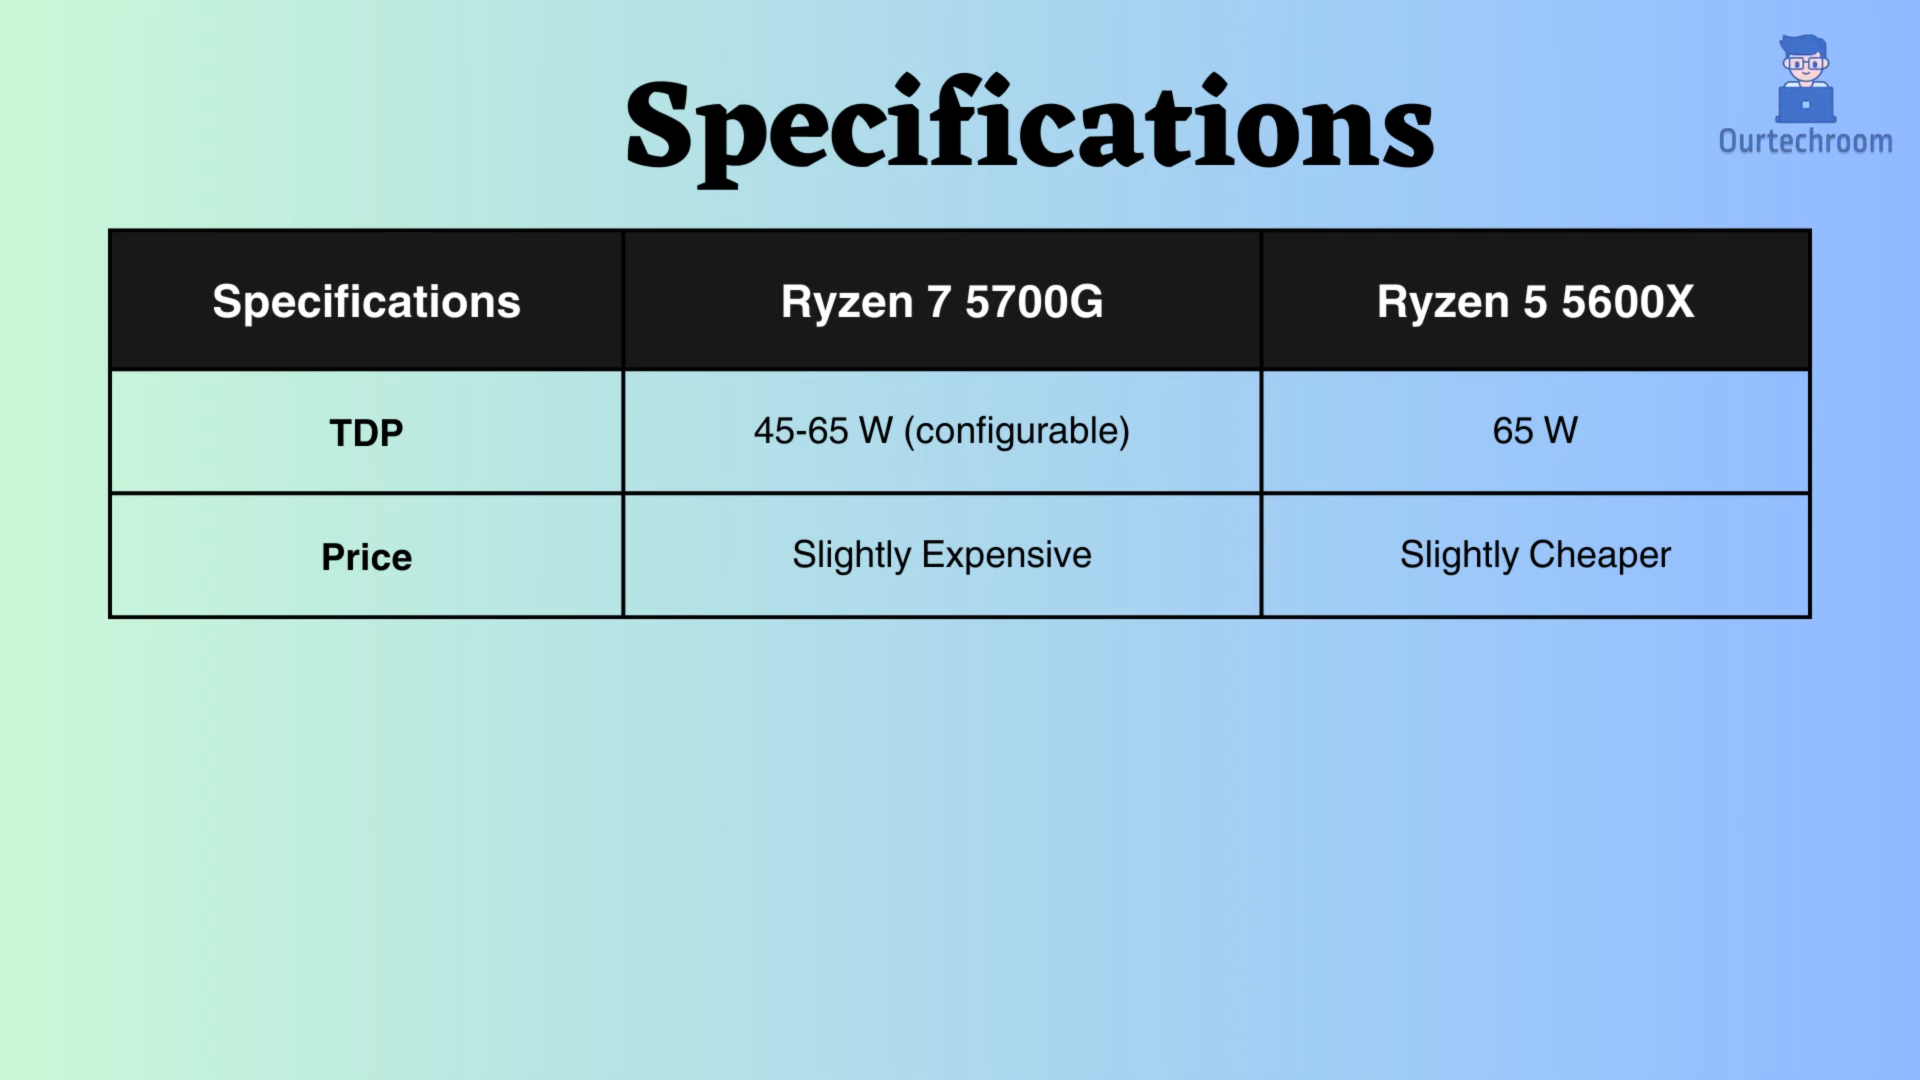 Specifications
Ourtechroom
Specifications Ryzen 7 5700G Ryzen 5 5600X
TDP 45-65 W (configurable) 65 W
Price Slightly Expensive Slightly Cheaper